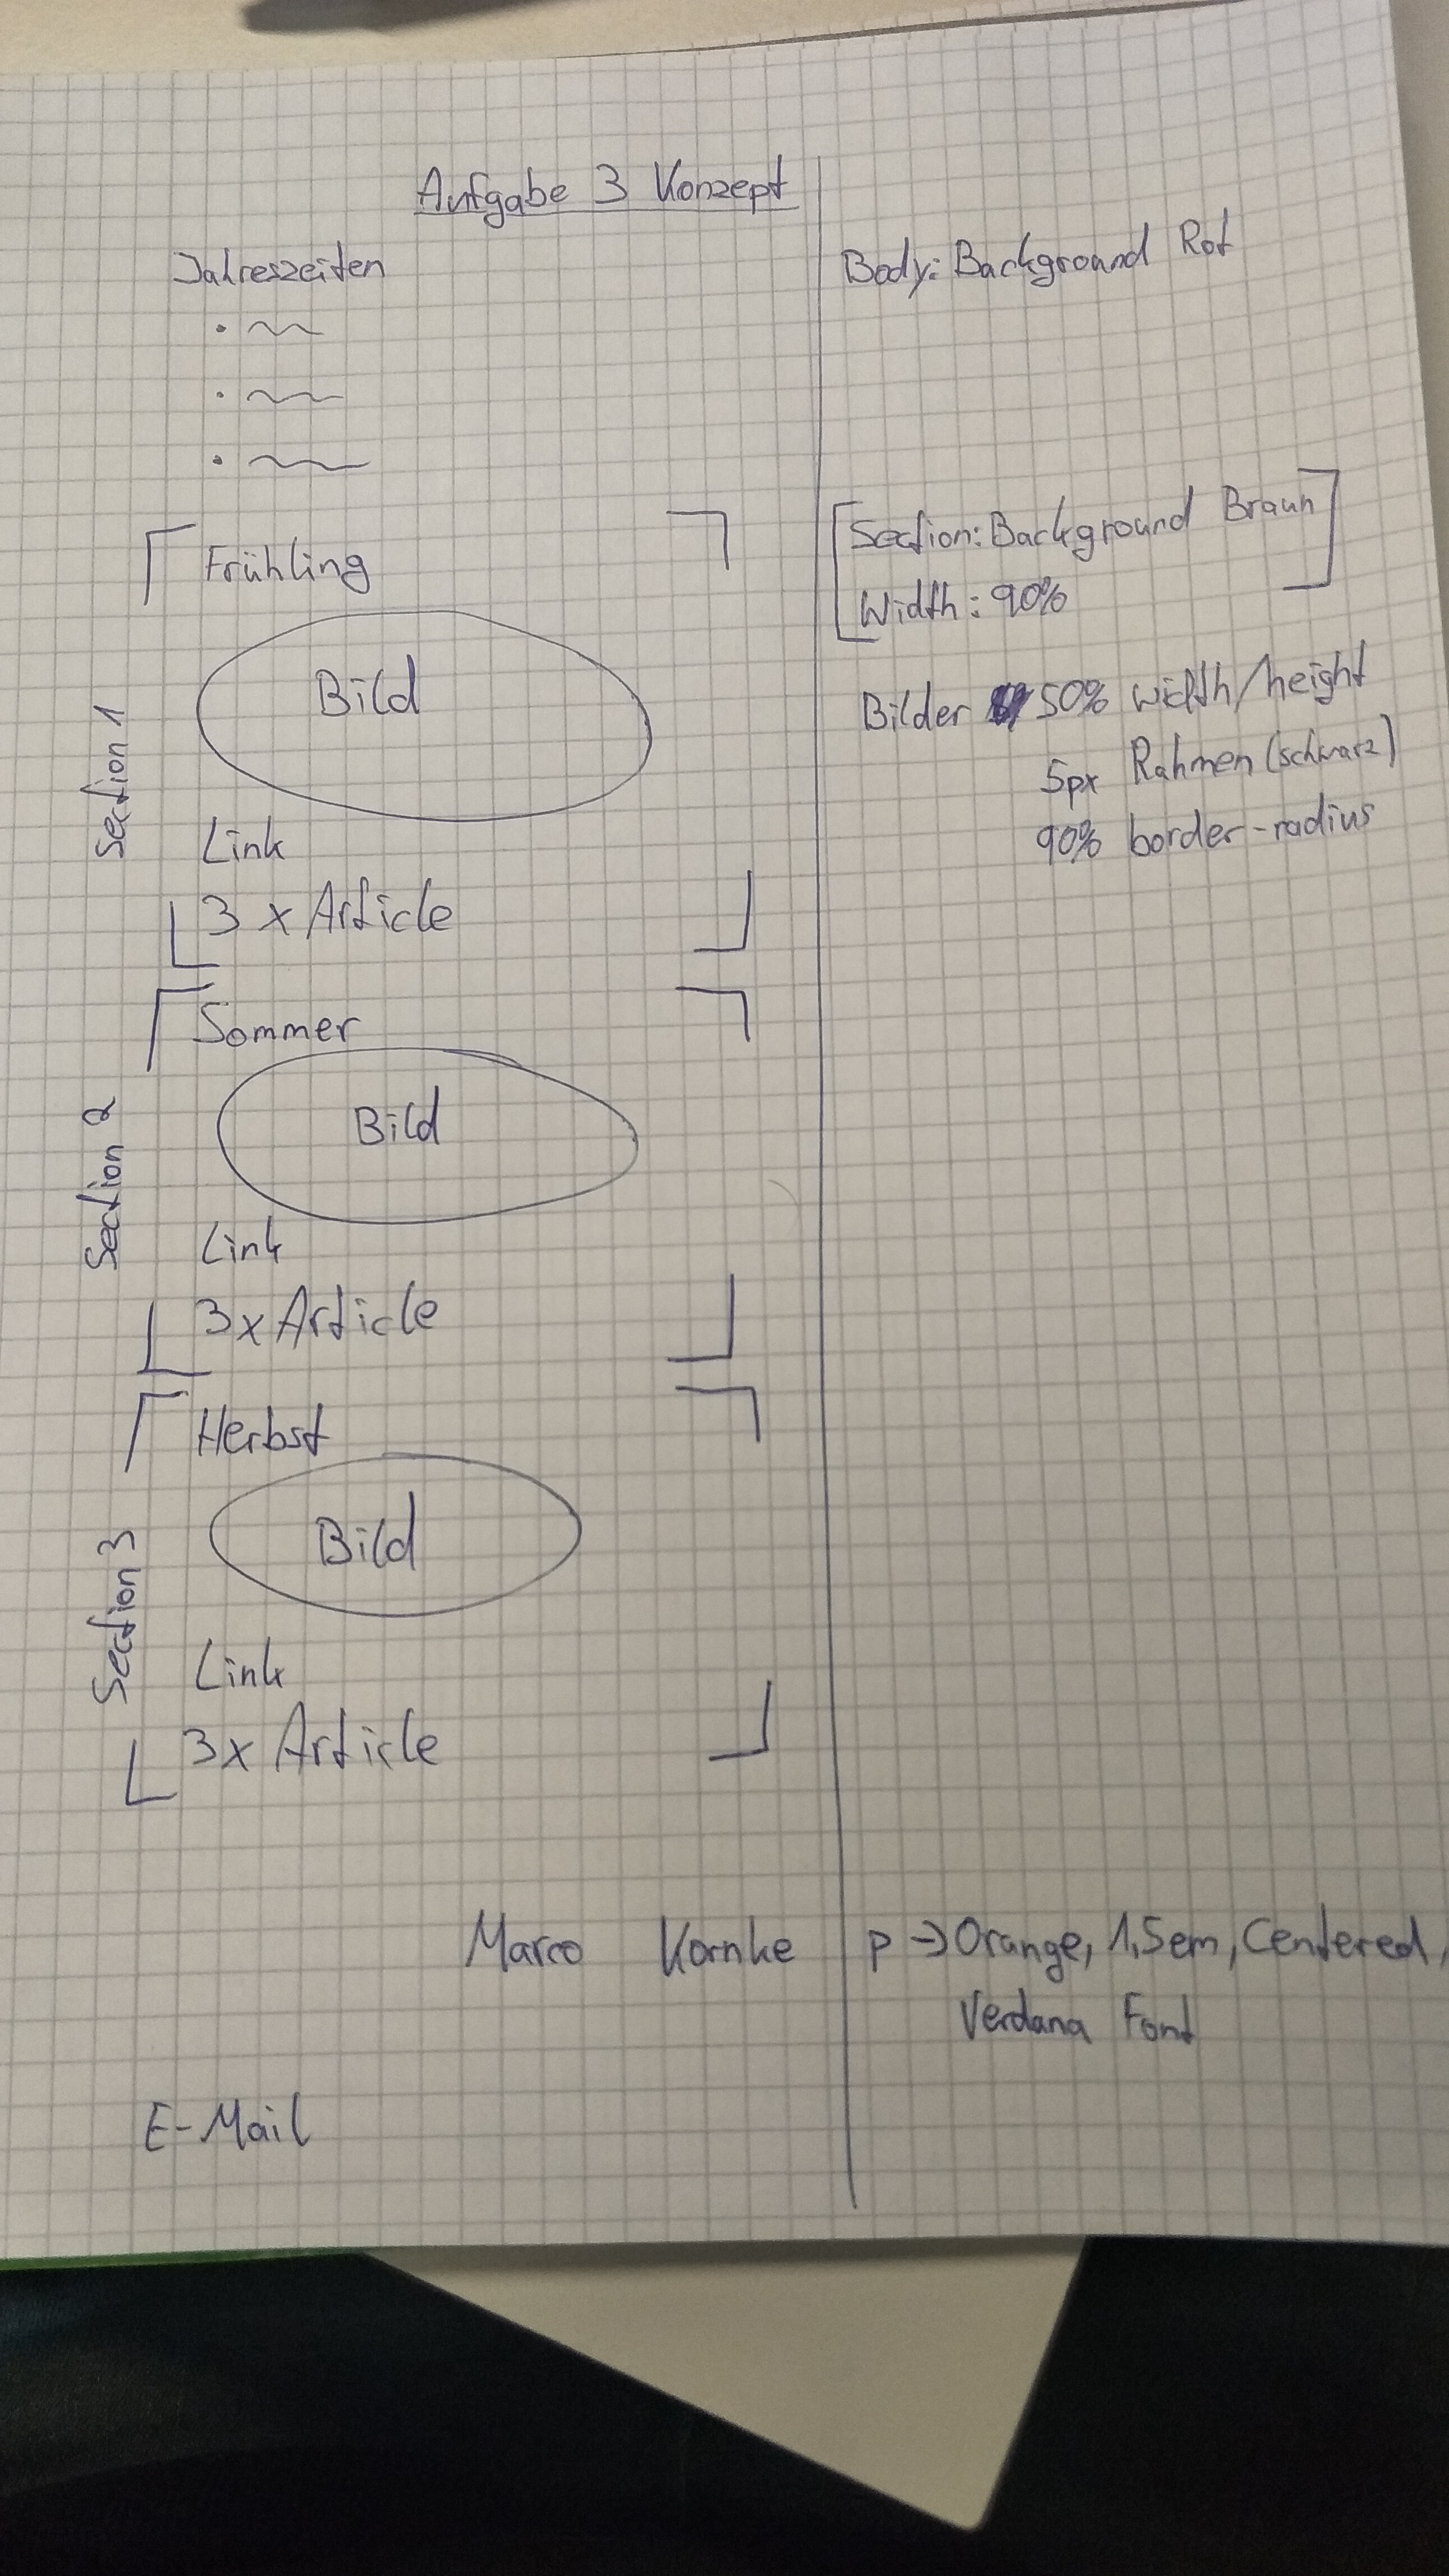 Aufgabe 3 Konzept
Jahreszeiten
Body: Background Rot
Frühling
Section: Background Braun
Width: 90%
Bild
Bilder 50% width/height
5px Rahmen (schwarz)
90% border-radius
Section 1
Link
3 x Article
Sommer
Bild
Section 2
Link
3x Article
Herbst
Bild
Section 3
Link
3x Article
Marco Kornke
p -> Orange, 1,5em, Centered,
Verdana Font
E-Mail